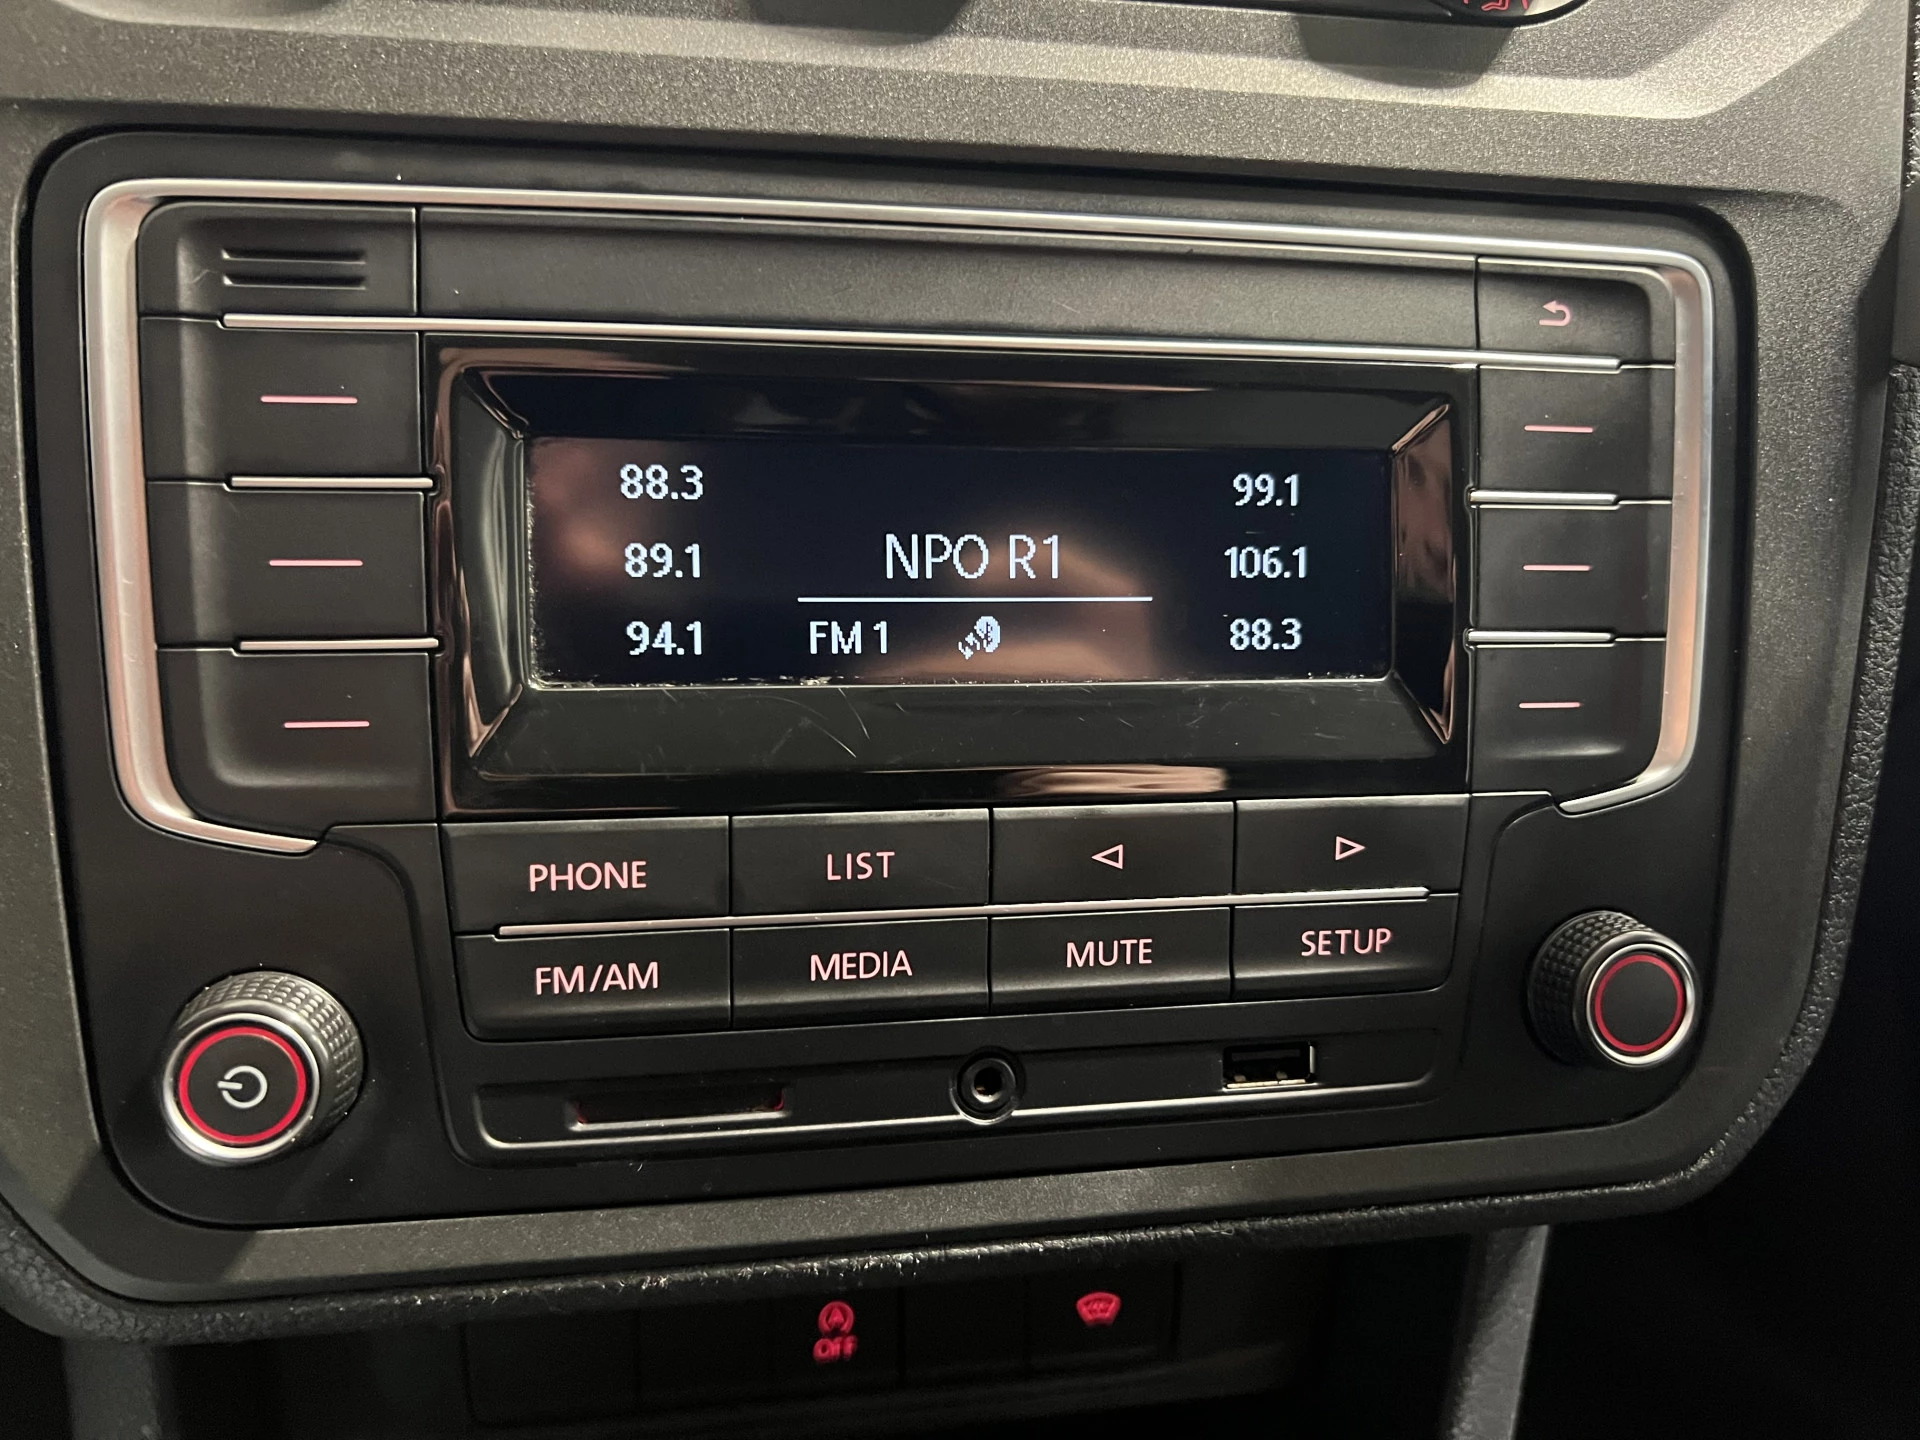 88.3
99.1
89.1
NPO R1
106.1
94.1
FM 1
88.3
PHONE
LIST
FM/AM
MEDIA
MUTE
SETUP
A
OFF